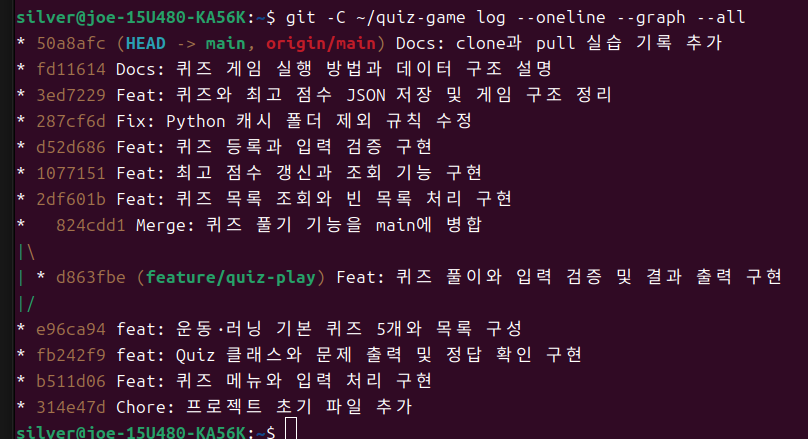 silver@joe-15U480-KA56K:~$ git -C ~/quiz-game log --oneline --graph --all
* 50a8afc (HEAD -> main, origin/main) Docs: clone과 pull 실습 기록 추가
* fd11614 Docs: 퀴즈 게임 실행 방법과 데이터 구조 설명
* 3ed7229 Feat: 퀴즈와 최고 점수 JSON 저장 및 게임 구조 정리
* 287cf6d Fix: Python 캐시 폴더 제외 규칙 수정
* d52d686 Feat: 퀴즈 등록과 입력 검증 구현
* 1077151 Feat: 최고 점수 갱신과 조회 기능 구현
* 2df601b Feat: 퀴즈 목록 조회와 빈 목록 처리 구현
*   824cdd1 Merge: 퀴즈 풀기 기능을 main에 병합
|\
| * d863fbe (feature/quiz-play) Feat: 퀴즈 풀이와 입력 검증 및 결과 출력 구현
|/
* e96ca94 feat: 운동·러닝 기본 퀴즈 5개와 목록 구성
* fb242f9 feat: Quiz 클래스와 문제 출력 및 정답 확인 구현
* b511d06 Feat: 퀴즈 메뉴와 입력 처리 구현
* 314e47d Chore: 프로젝트 초기 파일 추가
silver@joe-15U480-KA56K:~$